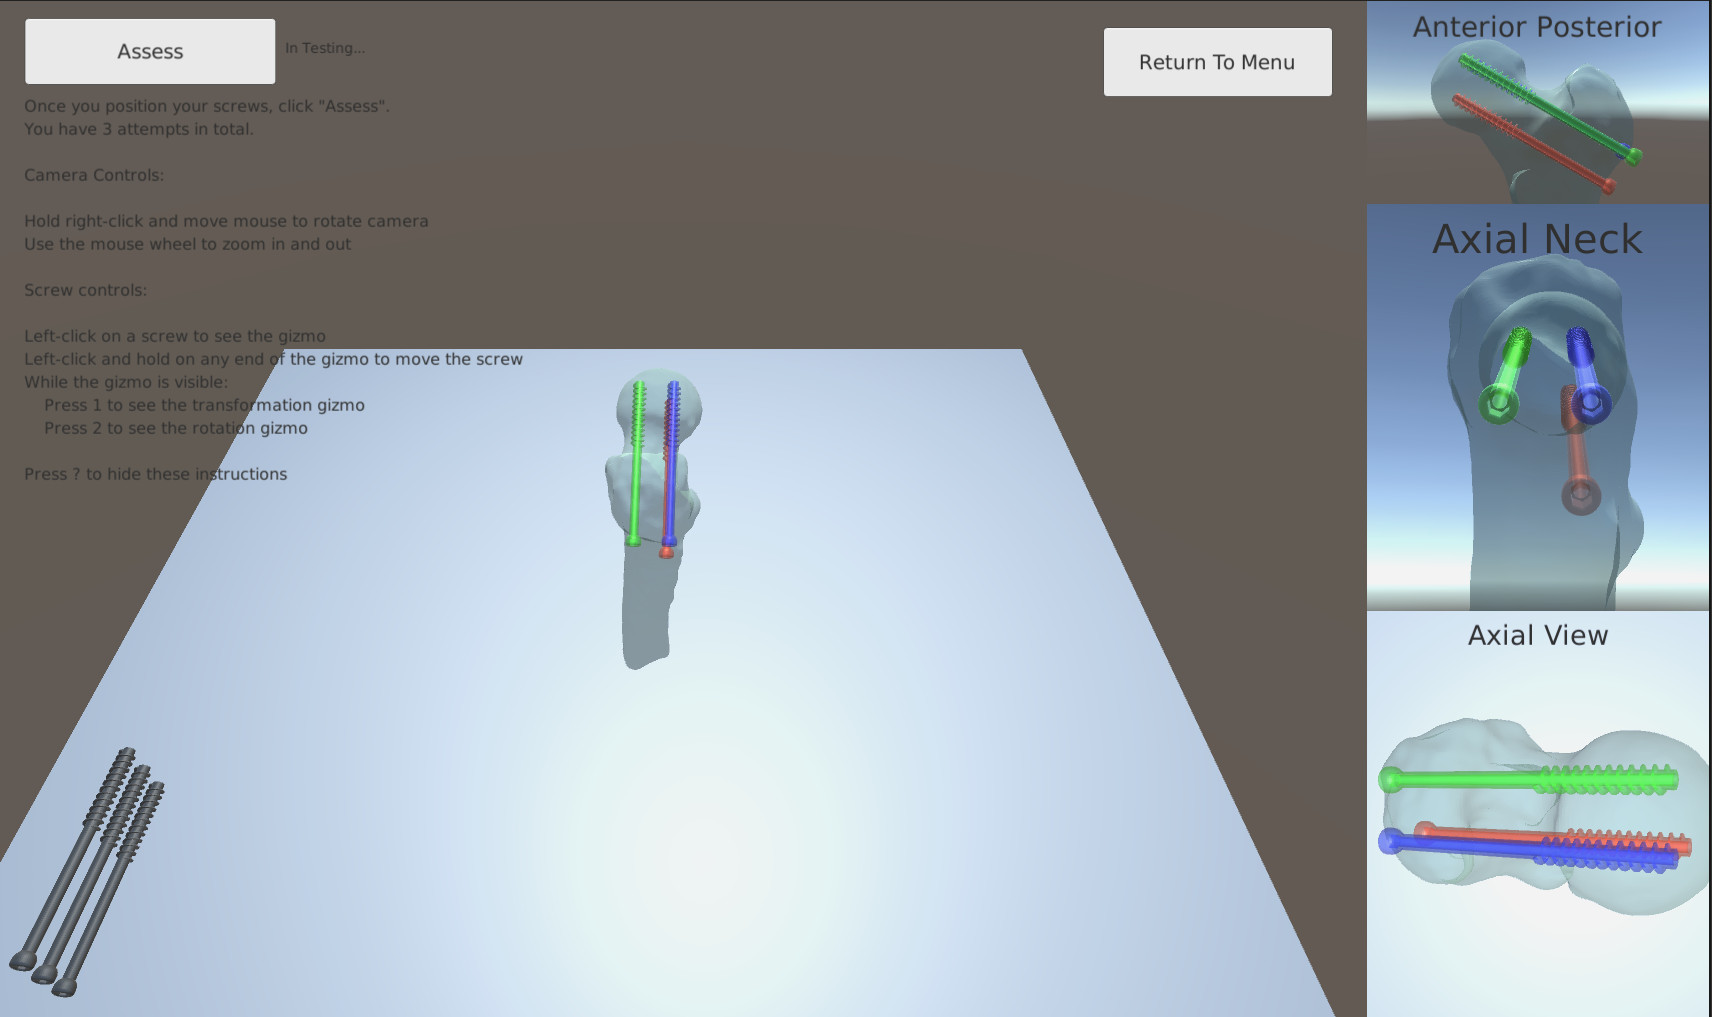 Assess
In Testing...
Return To Menu
Once you position your screws, click "Assess".
You have 3 attempts in total.
Camera Controls:
Hold right-click and move mouse to rotate camera
Use the mouse wheel to zoom in and out
Screw controls:
Left-click on a screw to see the gizmo
Left-click and hold on any end of the gizmo to move the screw
While the gizmo is visible:
Press 1 to see the transformation gizmo
Press 2 to see the rotation gizmo
Press ? to hide these instructions
Anterior Posterior
Axial Neck
Axial View